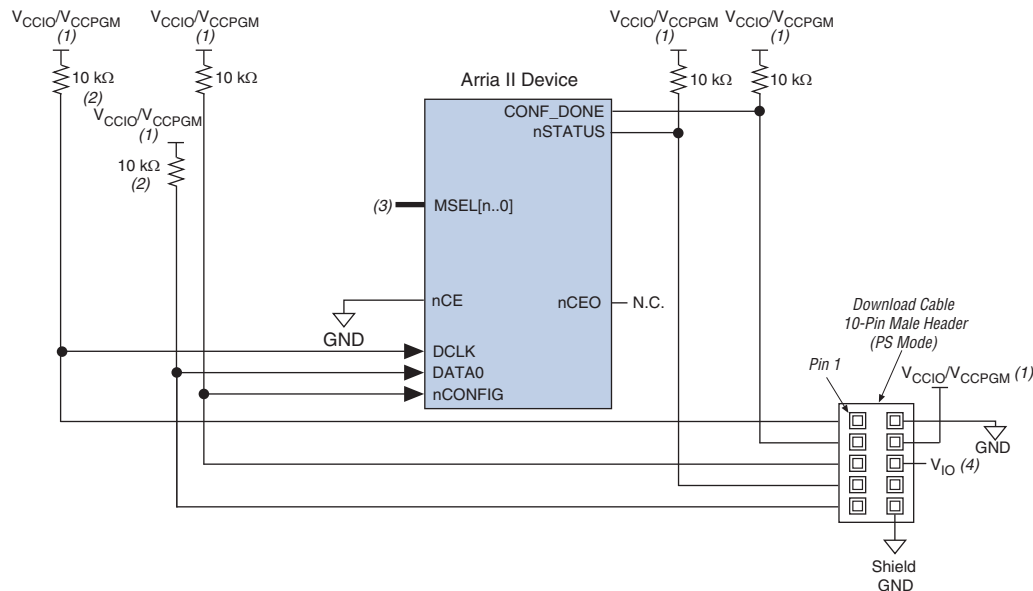 VCCIO/VCCPGM
(1)
10 kΩ
(2)
VCCIO/VCCPGM
(1)
10 kΩ
(2)
VCCIO/VCCPGM
(1)
10 kΩ
VCCIO/VCCPGM
(1)
10 kΩ
VCCIO/VCCPGM
(1)
10 kΩ
Arria II Device
CONF_DONE
nSTATUS
(3)
MSEL[n..0]
nCE
GND
nCEO
N.C.
DCLK
DATA0
nCONFIG
Download Cable
10-Pin Male Header
(PS Mode)
Pin 1
VCCIO/VCCPGM (1)
GND
VIO (4)
Shield
GND